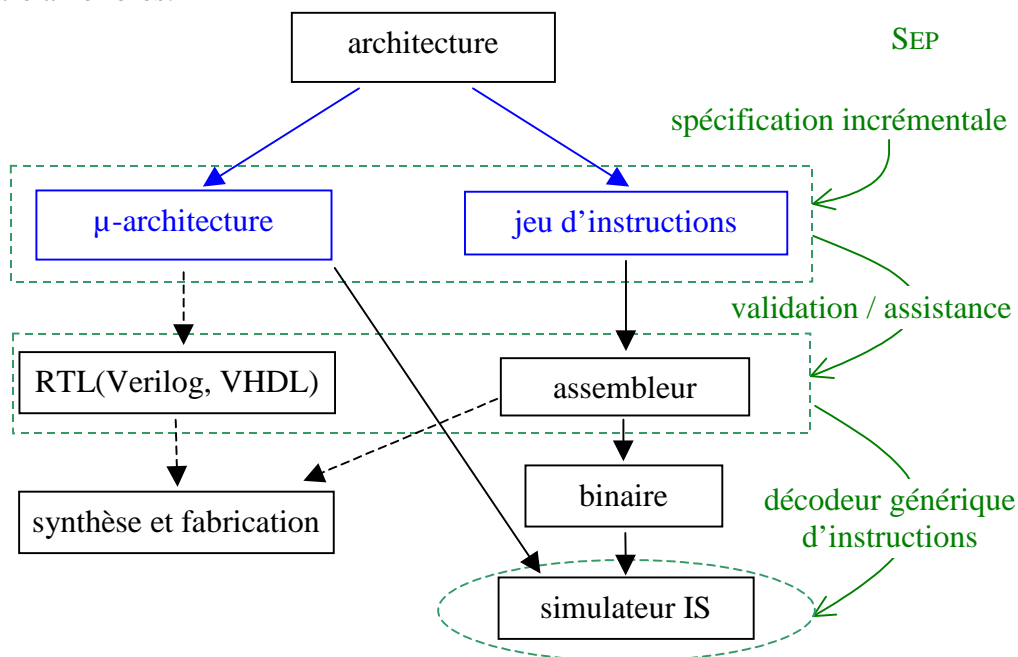 architecture
SEP
spécification incrémentale
µ-architecture
jeu d'instructions
validation / assistance
RTL(Verilog, VHDL)
assembleur
synthèse et fabrication
binaire
décodeur générique
d'instructions
simulateur IS